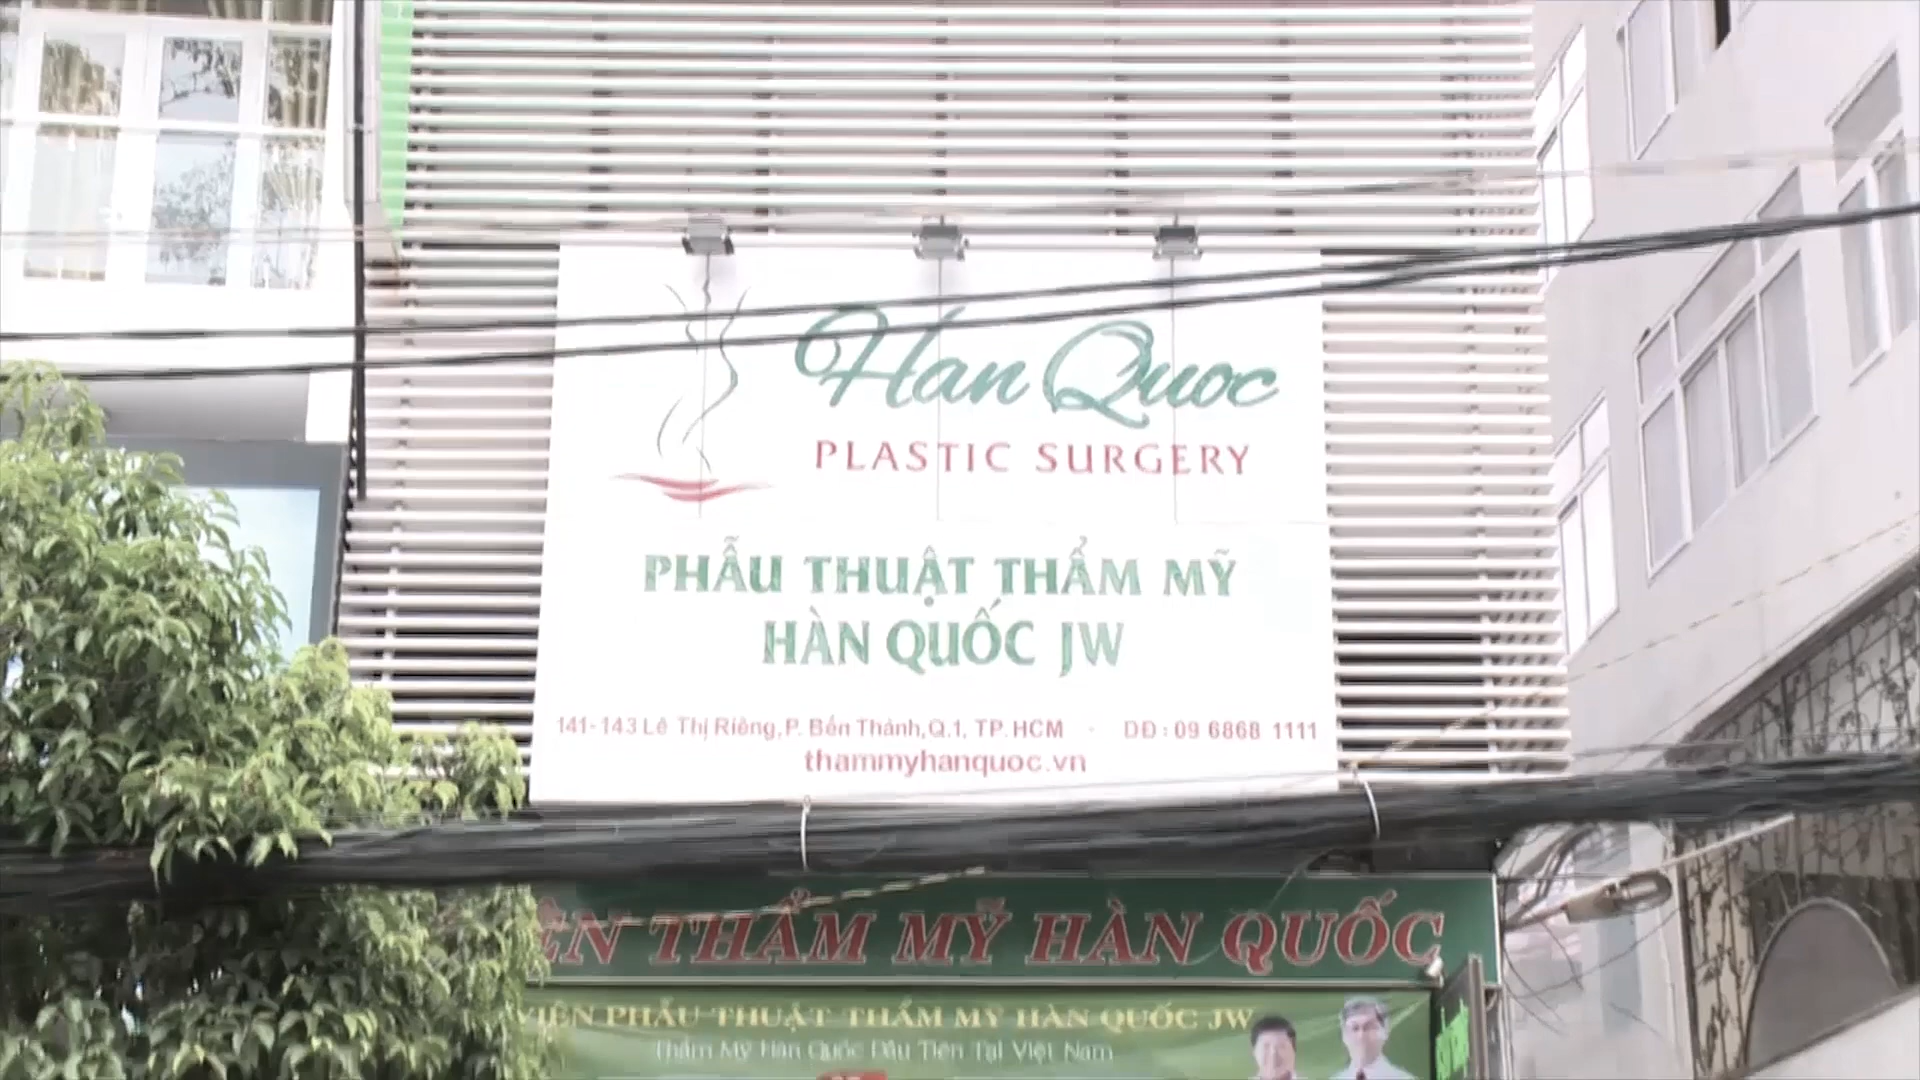 Han Quoc
PLASTIC SURGERY
PHẪU THUẬT THẨM MỸ
HÀN QUỐC JW
141-143 Lê Thị Riêng, P. Bến Thành, Q.1, TP. HCM - DĐ : 09 6868 1111
thammyhanquoc.vn
THẨM MỸ HÀN QUỐC
VIỆN PHẪU THUẬT THẨM MỸ HÀN QUỐC JW
Thẩm Mỹ Hàn Quốc Đầu Tiên Tại Việt Nam